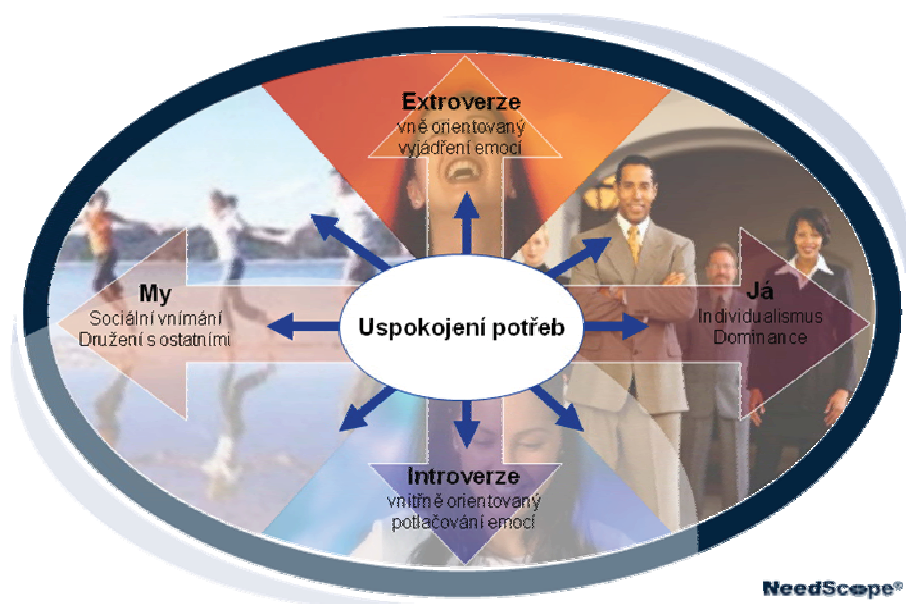 Extroverze
vně orientovaný
vyjádření emocí
My
Sociální vnímání
Družení s ostatními
Uspokojení potřeb
Já
Individualismus
Dominance
Introverze
vnitřně orientovaný
potlačování emocí
NeedScope®